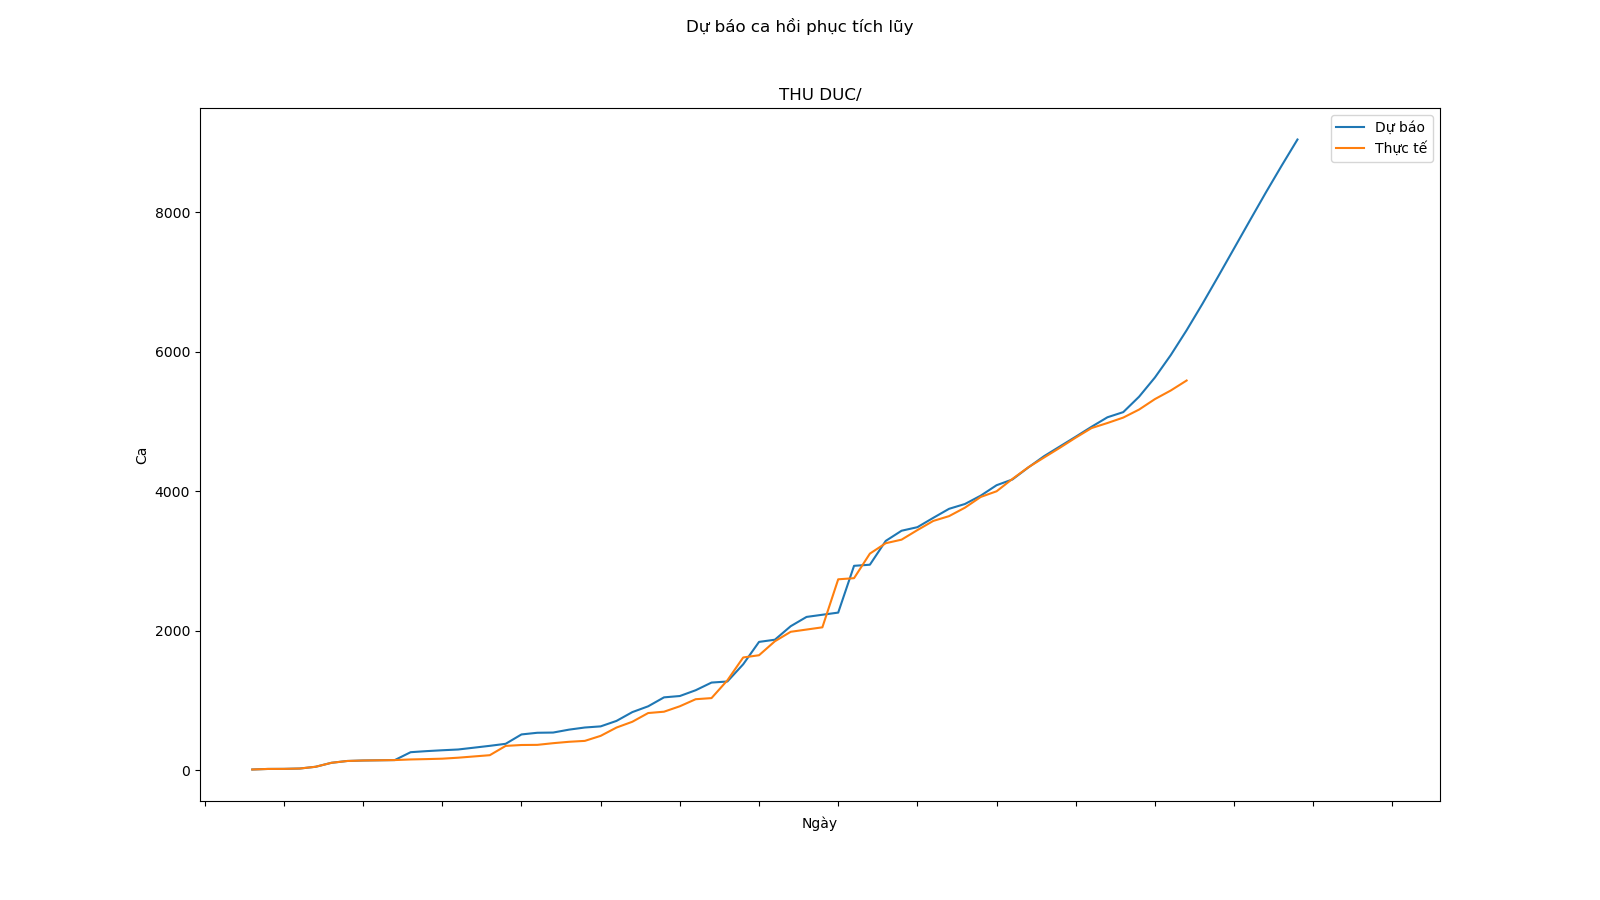 Dự báo ca hồi phục tích lũy
THU DUC/
Dự báo
Thực tế
8000
6000
4000
2000
0
Ca
Ngày